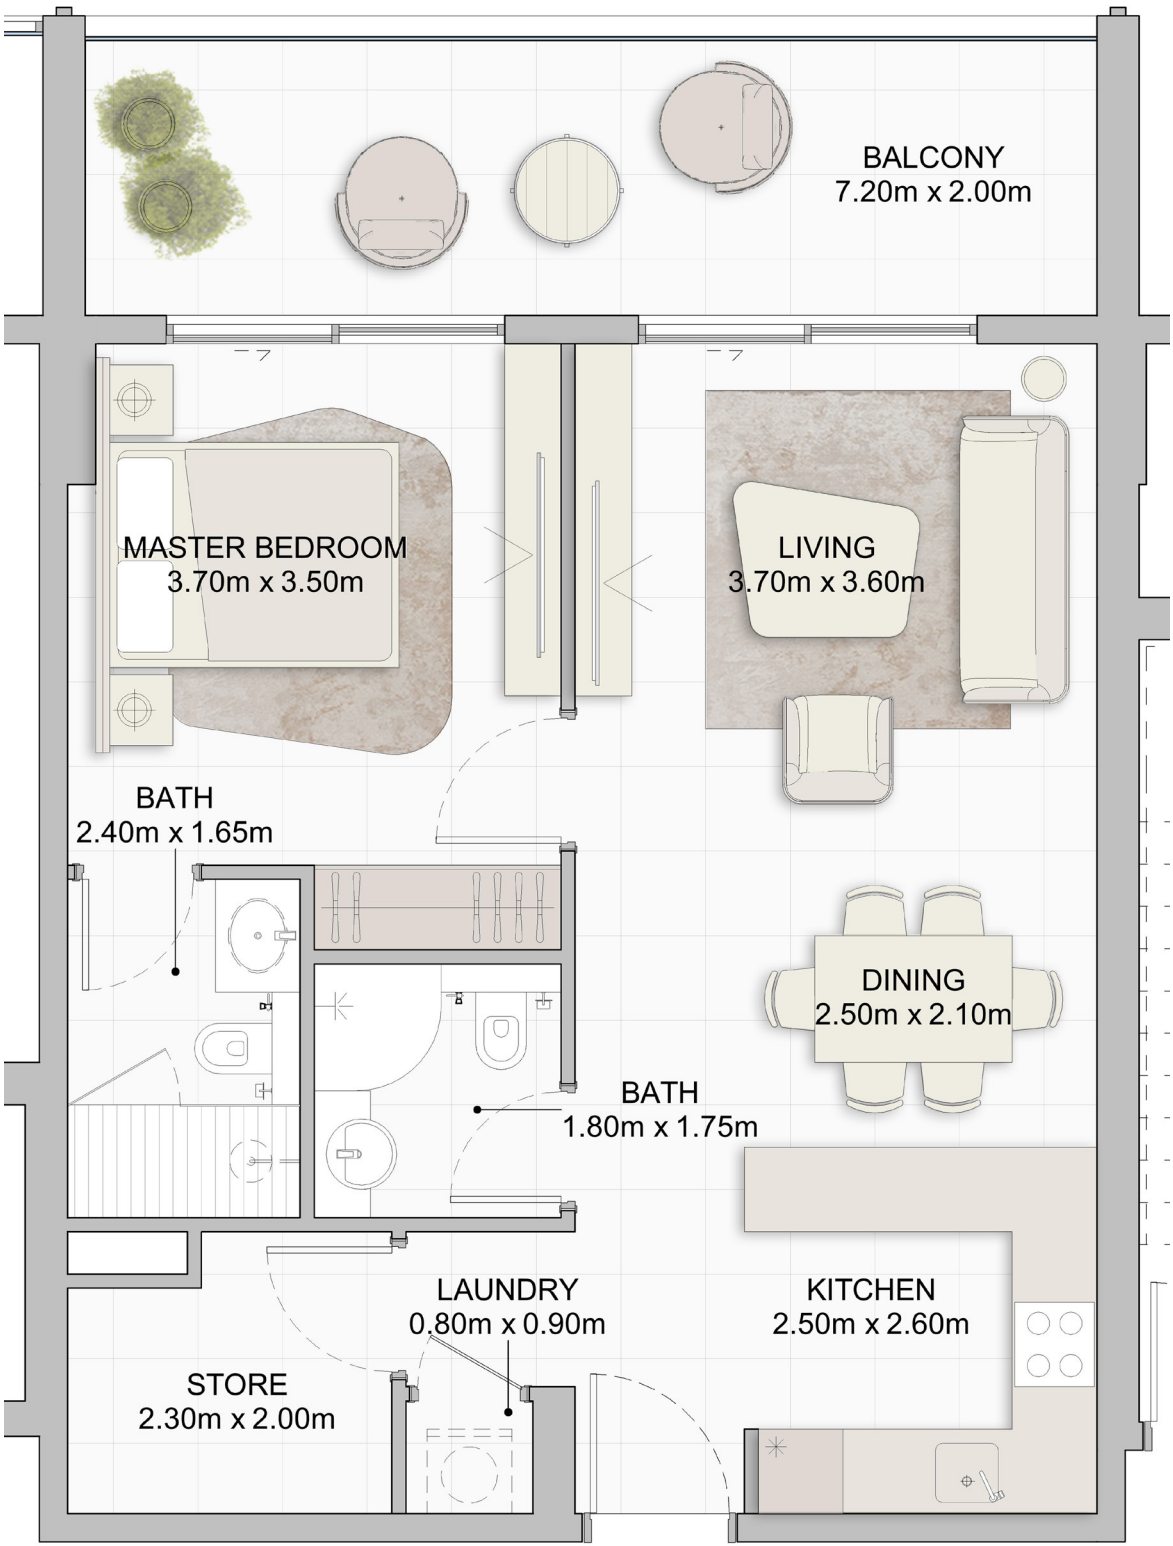 BALCONY
7.20m x 2.00m
MASTER BEDROOM
3.70m x 3.50m
LIVING
3.70m x 3.60m
BATH
2.40m x 1.65m
DINING
2.50m x 2.10m
BATH
1.80m x 1.75m
LAUNDRY
0.80m x 0.90m
KITCHEN
2.50m x 2.60m
STORE
2.30m x 2.00m